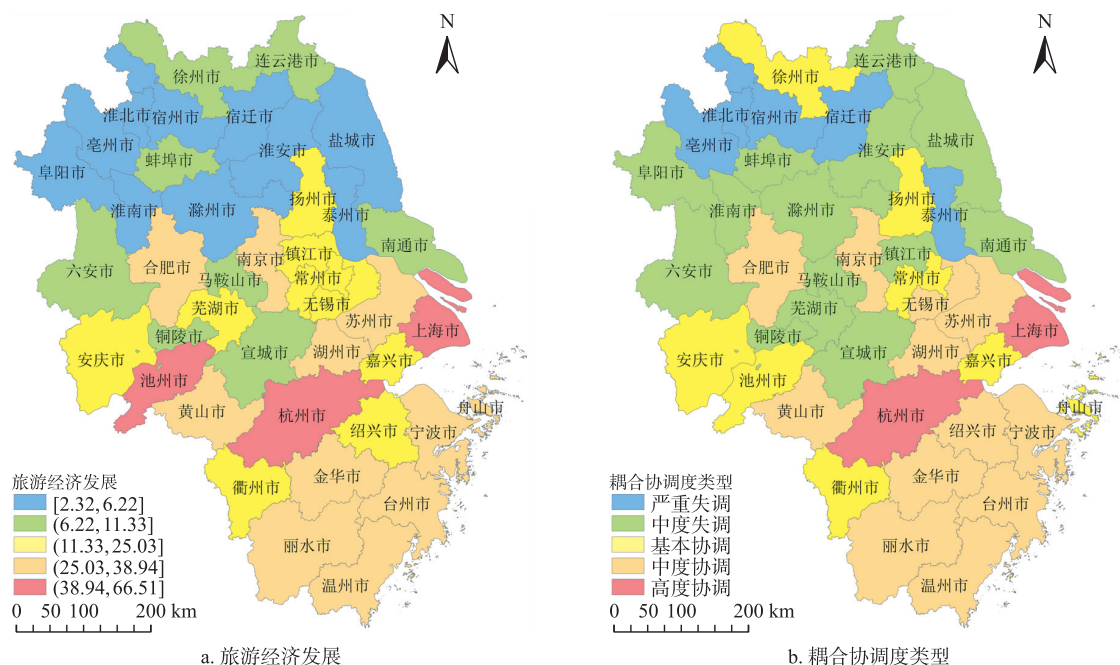 N
连云港市
徐州市
淮北市
宿州市
宿迁市
亳州市
盐城市
淮安市
蚌埠市
阜阳市
扬州市
淮南市
滁州市
泰州市
南通市
镇江市
南京市
合肥市
六安市
马鞍山市
常州市
无锡市
芜湖市
苏州市
上海市
铜陵市
宣城市
湖州市
安庆市
嘉兴市
池州市
黄山市
杭州市
舟山市
绍兴市
宁波市
金华市
衢州市
台州市
丽水市
温州市
旅游经济发展
[2.32, 6.22]
(6.22, 11.33]
(11.33, 25.03]
(25.03, 38.94]
(38.94, 66.51]
0 50 100 200 km
a. 旅游经济发展
N
连云港市
徐州市
淮北市
宿州市
宿迁市
亳州市
盐城市
淮安市
蚌埠市
阜阳市
扬州市
淮南市
滁州市
泰州市
南通市
镇江市
南京市
合肥市
六安市
马鞍山市
常州市
无锡市
芜湖市
苏州市
上海市
铜陵市
宣城市
湖州市
安庆市
嘉兴市
池州市
黄山市
杭州市
舟山市
绍兴市
宁波市
金华市
衢州市
台州市
丽水市
温州市
耦合协调度类型
严重失调
中度失调
基本协调
中度协调
高度协调
0 50 100 200 km
b. 耦合协调度类型